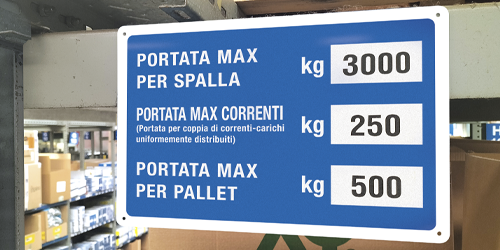 PORTATA MAX
PER SPALLA
kg 3000
PORTATA MAX CORRENTI
(Portata per coppia di correnti-carichi
uniformemente distribuiti)
kg 250
PORTATA MAX
PER PALLET
kg 500